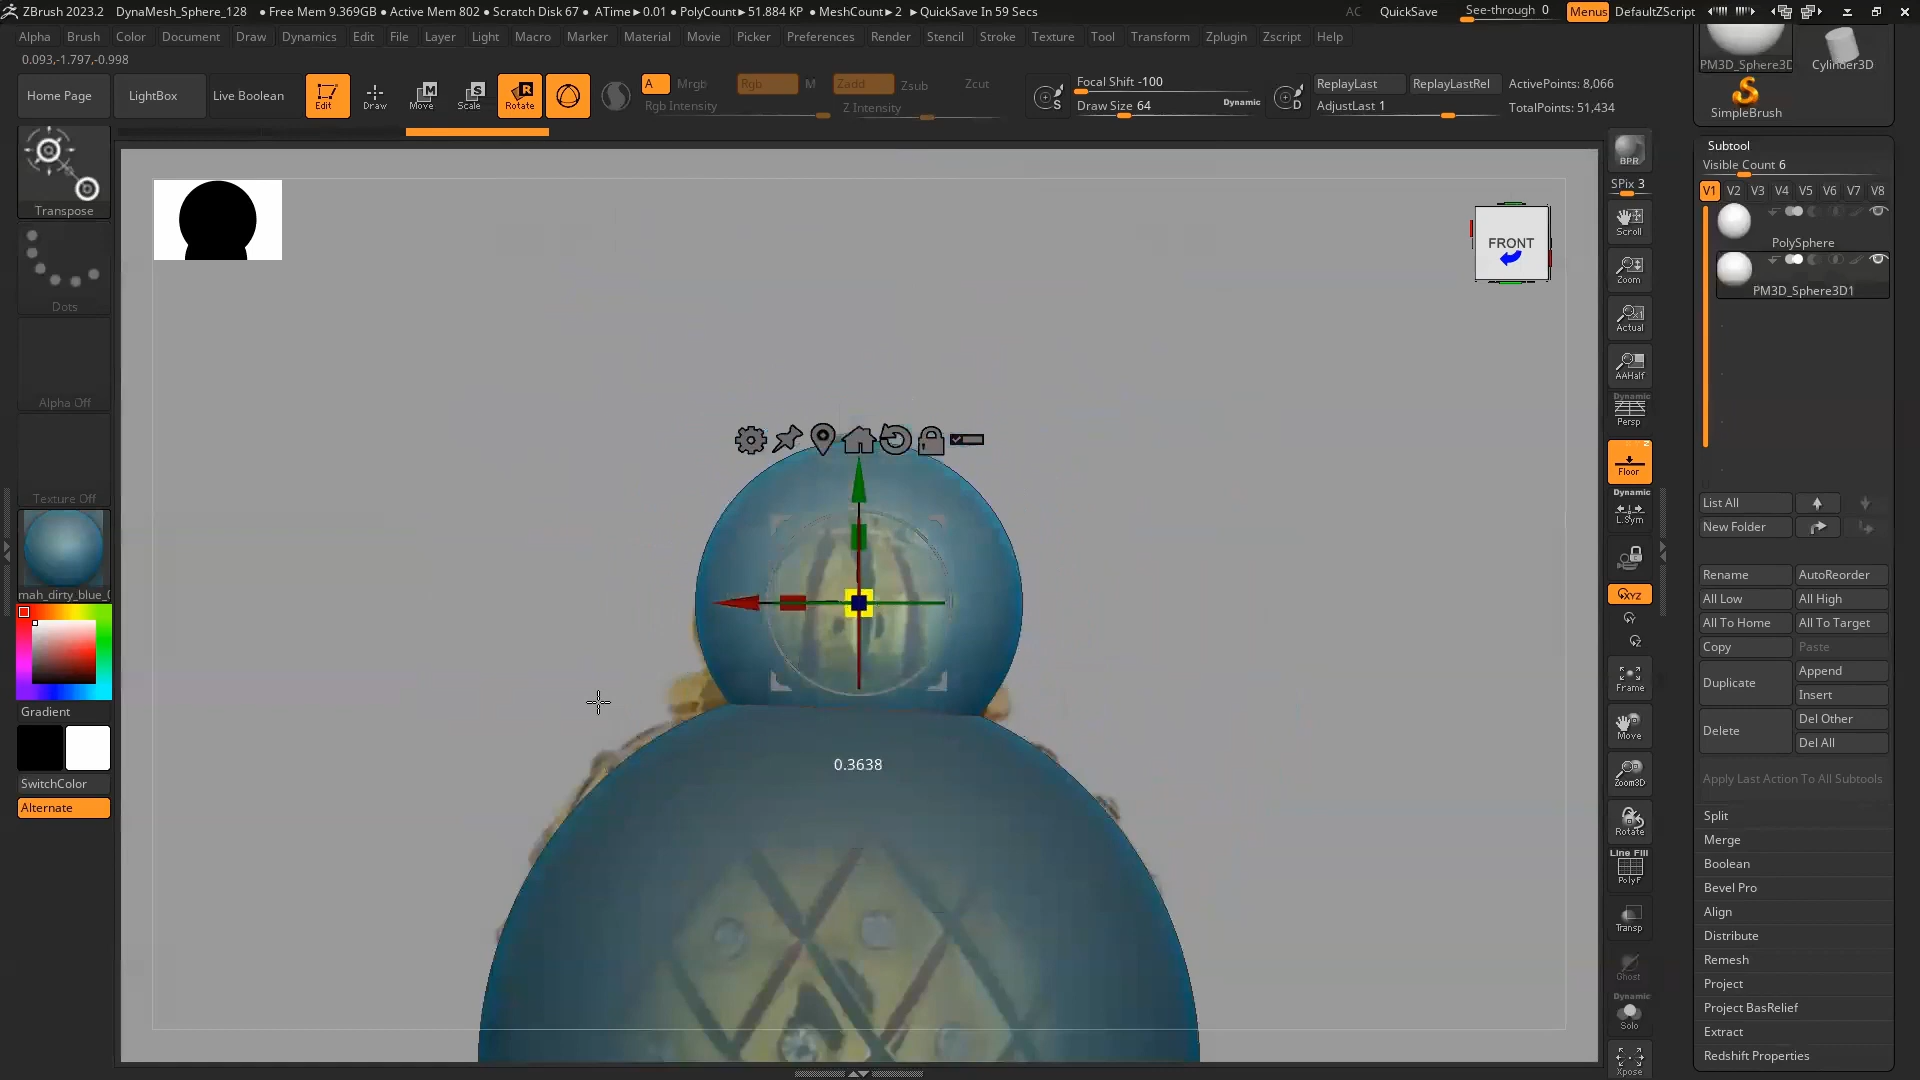 ZBrush 2023.2 DynaMesh_Sphere_128 ● Free Mem 9.369GB ● Active Mem 802 ● Scratch Disk 67 ● ATime►0.01 ● PolyCount►51.884 KP ● MeshCount►2 ►QuickSave In 59 Secs AC QuickSave See-through 0 Menus DefaultZScript
Alpha Brush Color Document Draw Dynamics Edit File Layer Light Macro Marker Material Movie Picker Preferences Render Stencil Stroke Texture Tool Transform Zplugin Zscript Help
0.093,-1.797,-0.998
Home Page LightBox Live Boolean Edit Draw Move Scale Rotate A Mrgb Rgb M Zadd Zsub Zcut
Rgb Intensity Z Intensity
Focal Shift -100
Draw Size 64 Dynamic
ReplayLast ReplayLastRel ActivePoints: 8,066
AdjustLast 1 TotalPoints: 51,434
PM3D_Sphere3D Cylinder3D
SimpleBrush
Transpose
Dots
Alpha Off
Texture Off
Gradient
SwitchColor
Alternate
FRONT
0.3638
BPR
SPix 3
Scroll
Zoom
Actual
AAHalf
Dynamic
Persp
Floor
Dynamic
L.Sym
XYZ
Frame
Move
Zoom3D
Rotate
Line Fill
PolyF
Transp
Ghost
Dynamic
Solo
Xpose
Subtool
Visible Count 6
V1 V2 V3 V4 V5 V6 V7 V8
PolySphere
PM3D_Sphere3D1
List All
New Folder
Rename AutoReorder
All Low All High
All To Home All To Target
Copy Paste
Duplicate Append
Insert
Delete Del Other
Del All
Apply Last Action To All Subtools
Split
Merge
Boolean
Bevel Pro
Align
Distribute
Remesh
Project
Project BasRelief
Extract
Redshift Properties